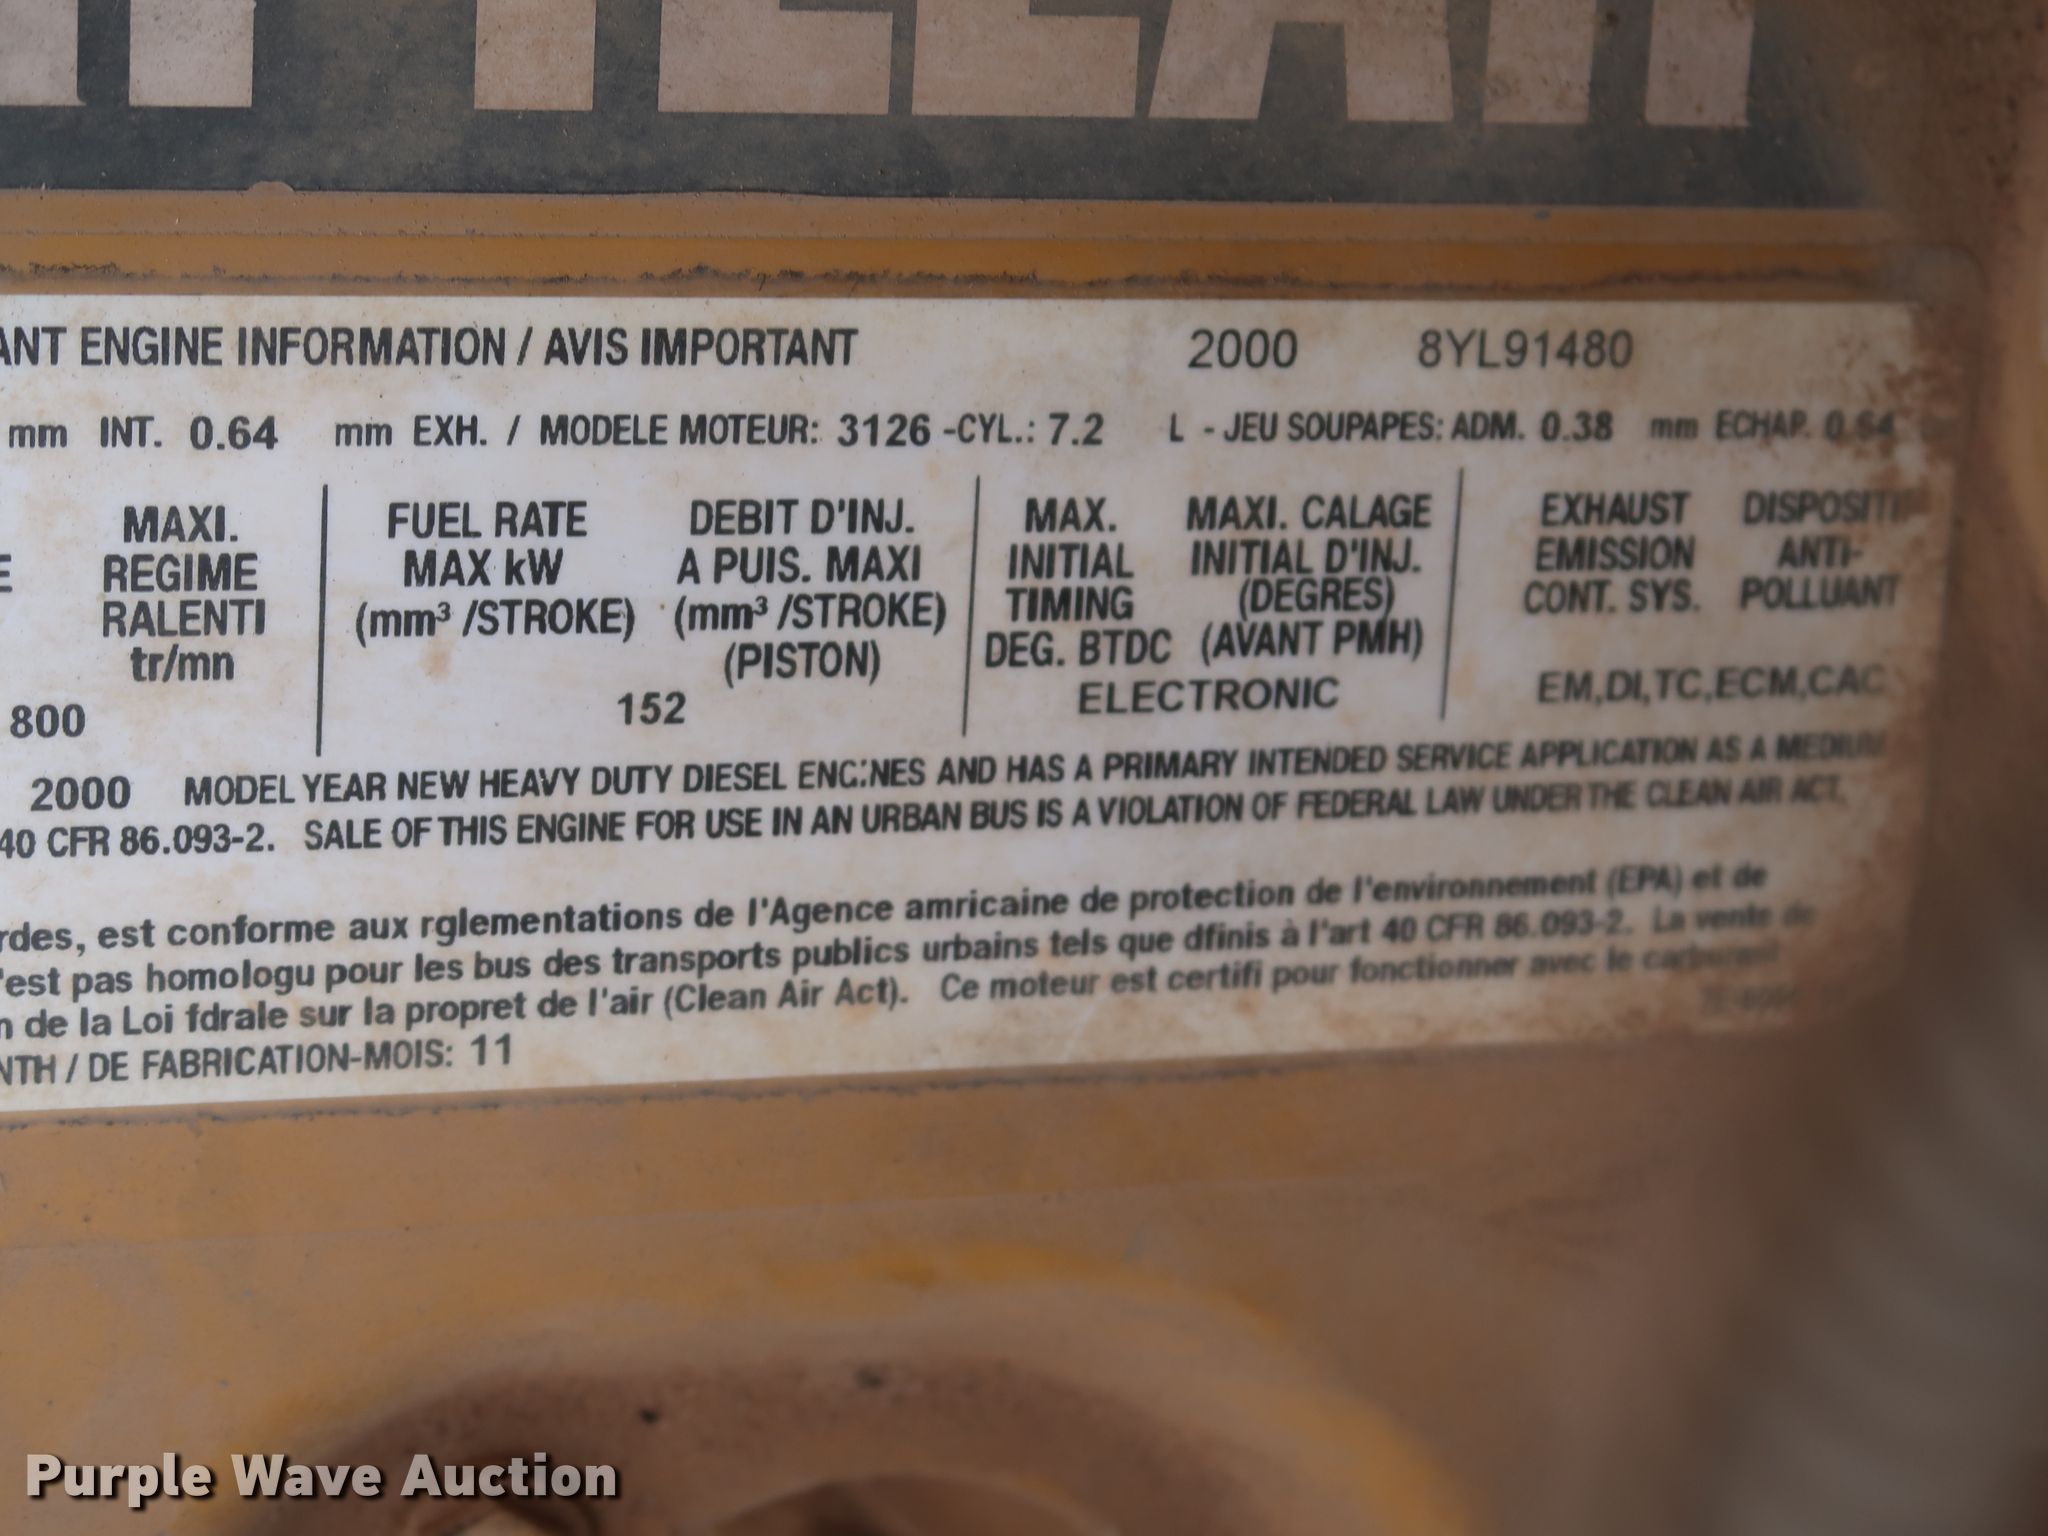 ANT ENGINE INFORMATION / AVIS IMPORTANT 2000 8YL91480
mm INT. 0.64 mm EXH. / MODELE MOTEUR: 3126 -CYL.: 7.2 L - JEU SOUPAPES: ADM. 0.38 mm ECHAP. 0.64
MAXI. FUEL RATE DEBIT D'INJ. MAX. MAXI. CALAGE EXHAUST DISPOSITIF
E REGIME MAX kW A PUIS. MAXI INITIAL INITIAL D'INJ. EMISSION ANTI-
RALENTI (mm³ /STROKE) (mm³ /STROKE) TIMING (DEGRES) CONT. SYS. POLLUANT
tr/mn (PISTON) DEG. BTDC (AVANT PMH)
800 152 ELECTRONIC EM,DI,TC,ECM,CAC
2000 MODEL YEAR NEW HEAVY DUTY DIESEL ENGINES AND HAS A PRIMARY INTENDED SERVICE APPLICATION AS A MEDIUM
40 CFR 86.093-2. SALE OF THIS ENGINE FOR USE IN AN URBAN BUS IS A VIOLATION OF FEDERAL LAW UNDER THE CLEAN AIR ACT.
rdes, est conforme aux rglementations de l'Agence amricaine de protection de l'environnement (EPA) et de
'est pas homologu pour les bus des transports publics urbains tels que dfinis à l'art 40 CFR 86.093-2. La vente de
n de la Loi fdrale sur la propret de l'air (Clean Air Act). Ce moteur est certifi pour fonctionner avec le carburant
NTH / DE FABRICATION-MOIS: 11
Purple Wave Auction